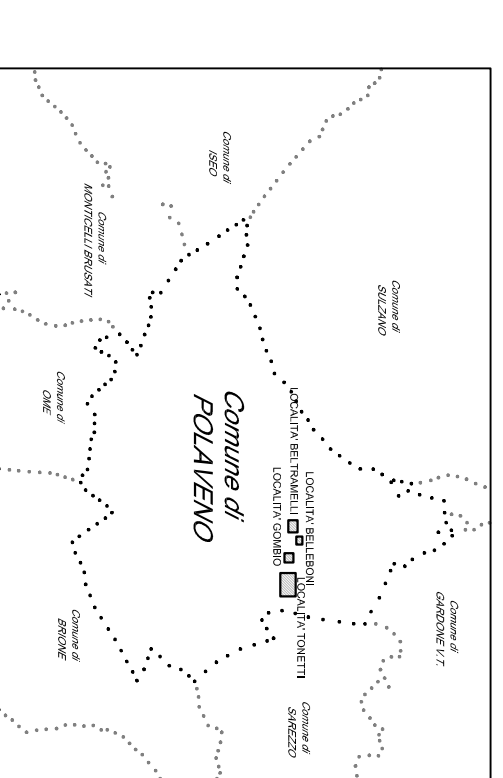 Comune di
ISEO
Comune di
MONTICELLI BRUSATI
Comune di
SULZANO
Comune di
OME
Comune di
POLAVENO
LOCALITA' BELTRAMELLI
LOCALITA' BELLEBONI
LOCALITA' GOMBIO
LOCALITA' TONETTI
Comune di
GARDONE V.T.
Comune di
BRIONE
Comune di
SAREZZO